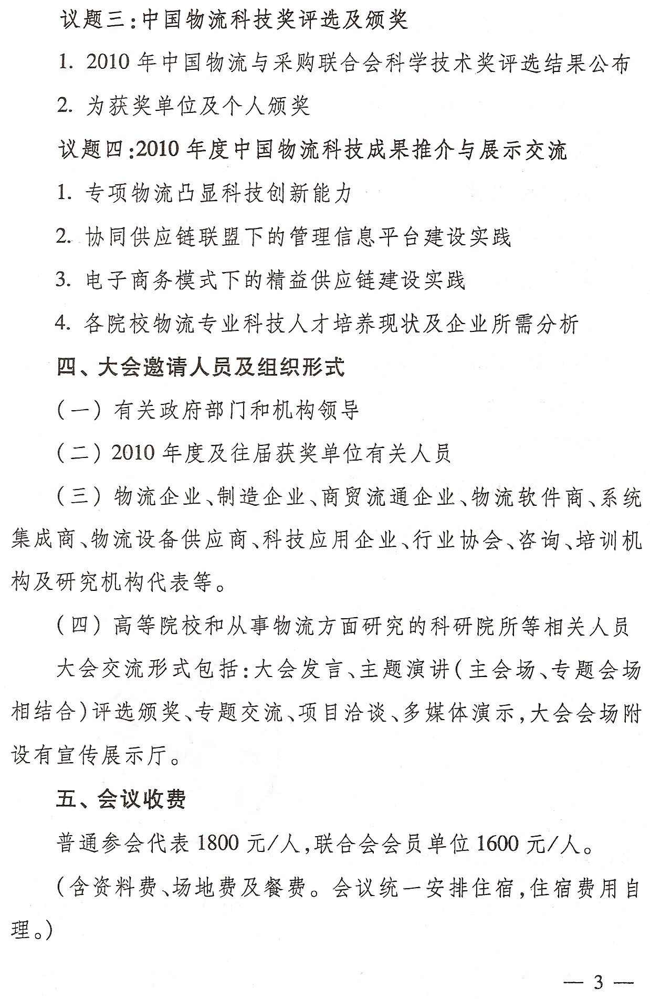 议题三:中国物流科技奖评选及颁奖
1. 2010 年中国物流与采购联合会科学技术奖评选结果公布
2. 为获奖单位及个人颁奖
议题四:2010 年度中国物流科技成果推介与展示交流
1. 专项物流凸显科技创新能力
2. 协同供应链联盟下的管理信息平台建设实践
3. 电子商务模式下的精益供应链建设实践
4. 各院校物流专业科技人才培养现状及企业所需分析
四、大会邀请人员及组织形式
(一) 有关政府部门和机构领导
(二) 2010 年度及往届获奖单位有关人员
(三) 物流企业、制造企业、商贸流通企业、物流软件商、系统
集成商、物流设备供应商、科技应用企业、行业协会、咨询、培训机
构及研究机构代表等。
(四) 高等院校和从事物流方面研究的科研院所等相关人员
大会交流形式包括:大会发言、主题演讲(主会场、专题会场
相结合)评选颁奖、专题交流、项目洽谈、多媒体演示,大会会场附
设有宣传展示厅。
五、会议收费
普通参会代表 1800 元/人,联合会会员单位 1600 元/人。
(含资料费、场地费及餐费。会议统一安排住宿,住宿费用自
理。)
— 3 —